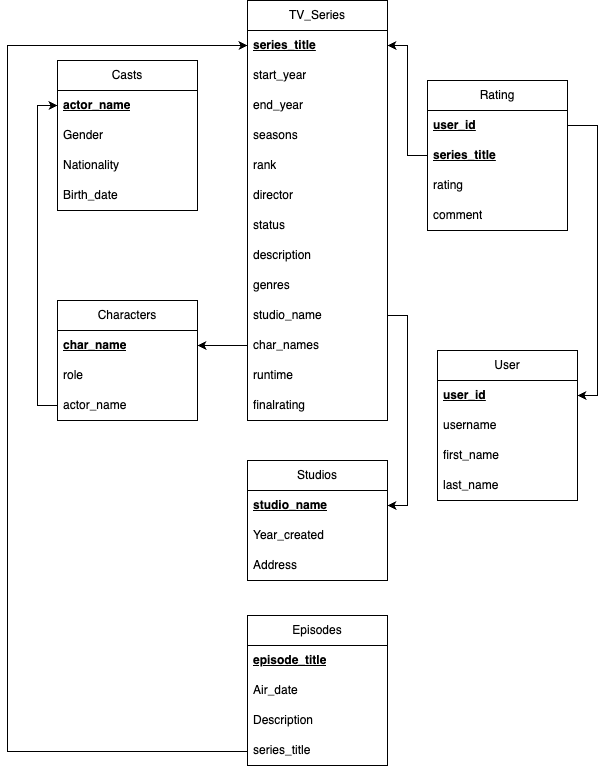 TV_Series
series_title
start_year
end_year
seasons
rank
director
status
description
genres
studio_name
char_names
runtime
finalrating
Casts
actor_name
Gender
Nationality
Birth_date
Rating
user_id
series_title
rating
comment
Characters
char_name
role
actor_name
User
user_id
username
first_name
last_name
Studios
studio_name
Year_created
Address
Episodes
episode_title
Air_date
Description
series_title